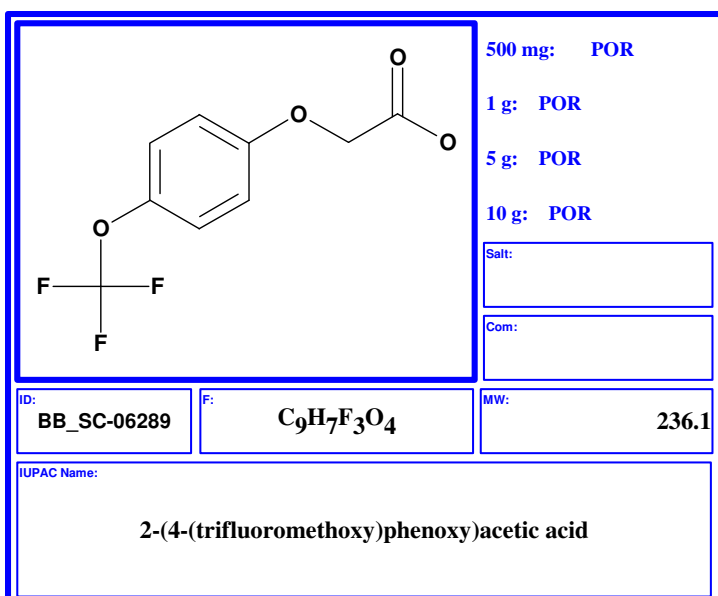 O
O
O
O
F
F
F
500 mg: POR
1 g: POR
5 g: POR
10 g: POR
Salt:
Com:
ID:
BB_SC-06289
F:
C9H7F3O4
MW:
236.1
IUPAC Name:
2-(4-(trifluoromethoxy)phenoxy)acetic acid